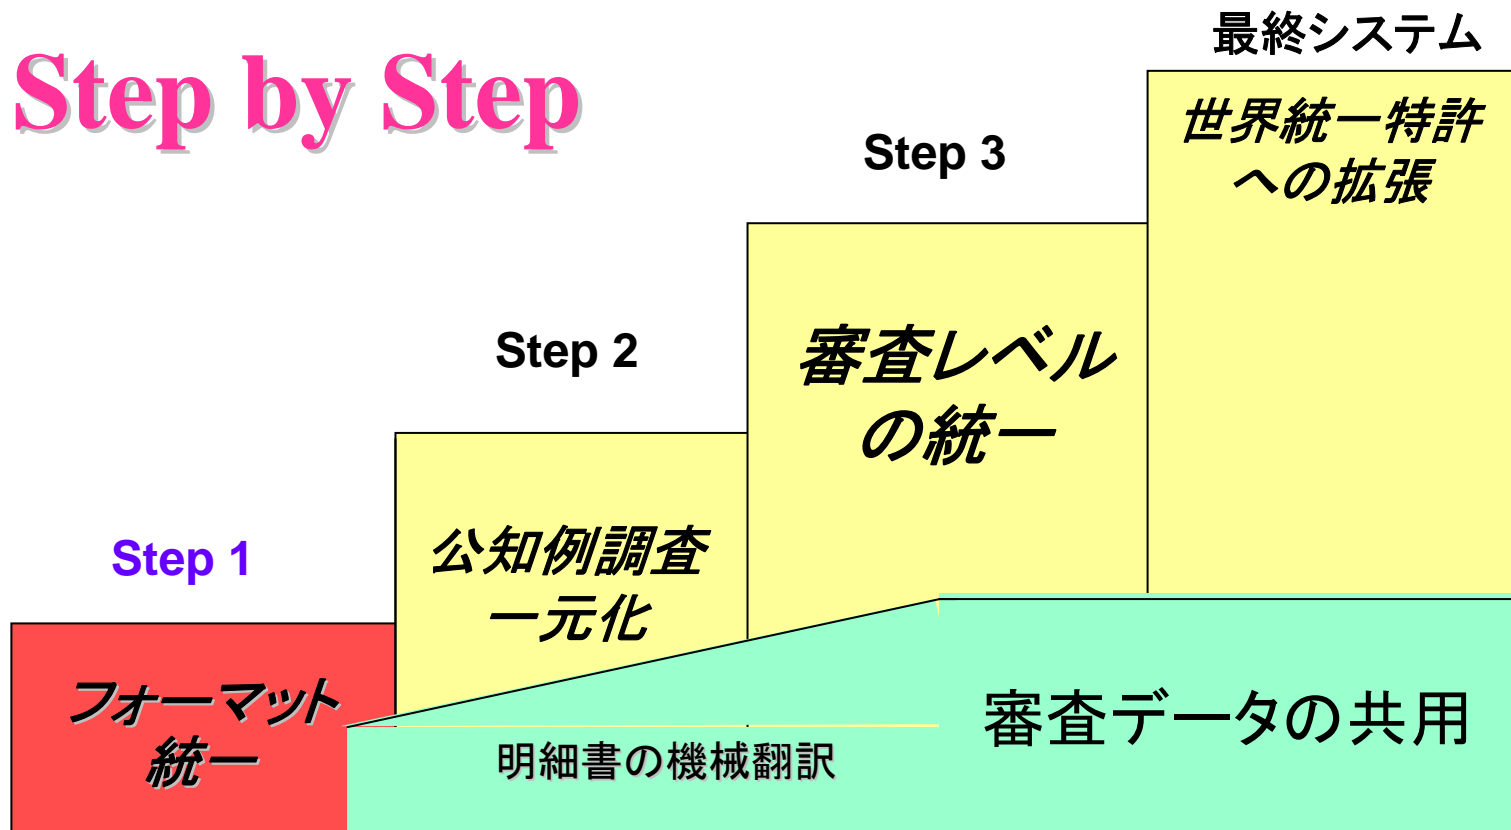 Step by Step
Step 1
フォーマット
統一
Step 2
公知例調査
一元化
Step 3
審査レベル
の統一
最終システム
世界統一特許
への拡張
明細書の機械翻訳
審査データの共用